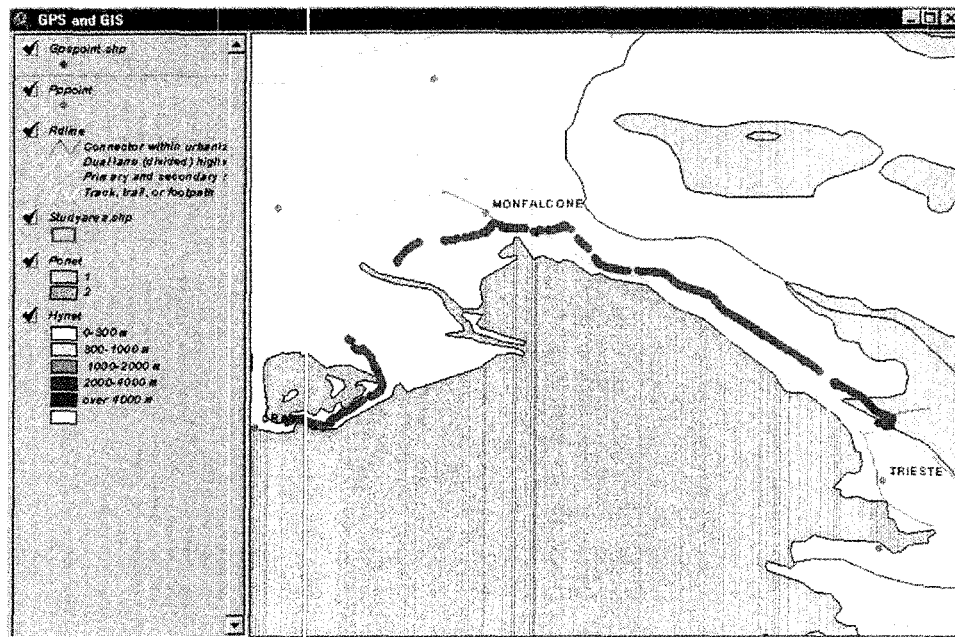 GPS and GIS
Gpspoint.shp
Pppoint
Rdline
Connector within urbaniz
Dual lane (divided) highw
Primary and secondary r
Track, trail, or footpath
Studyarea.shp
Ponet
1
2
Hynet
0-300 m
300-1000 m
1000-2000 m
2000-4000 m
over 4000 m
MONFALCONE
TRIESTE